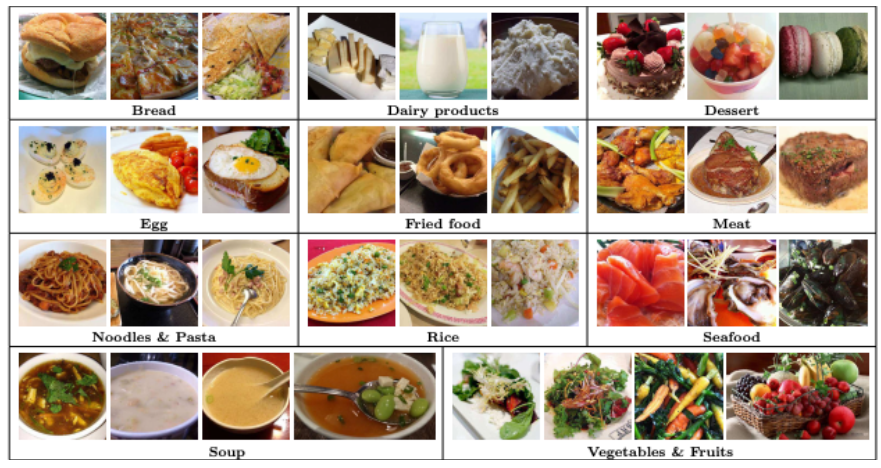 Bread
Dairy products
Dessert
Egg
Fried food
Meat
Noodles & Pasta
Rice
Seafood
Soup
Vegetables & Fruits